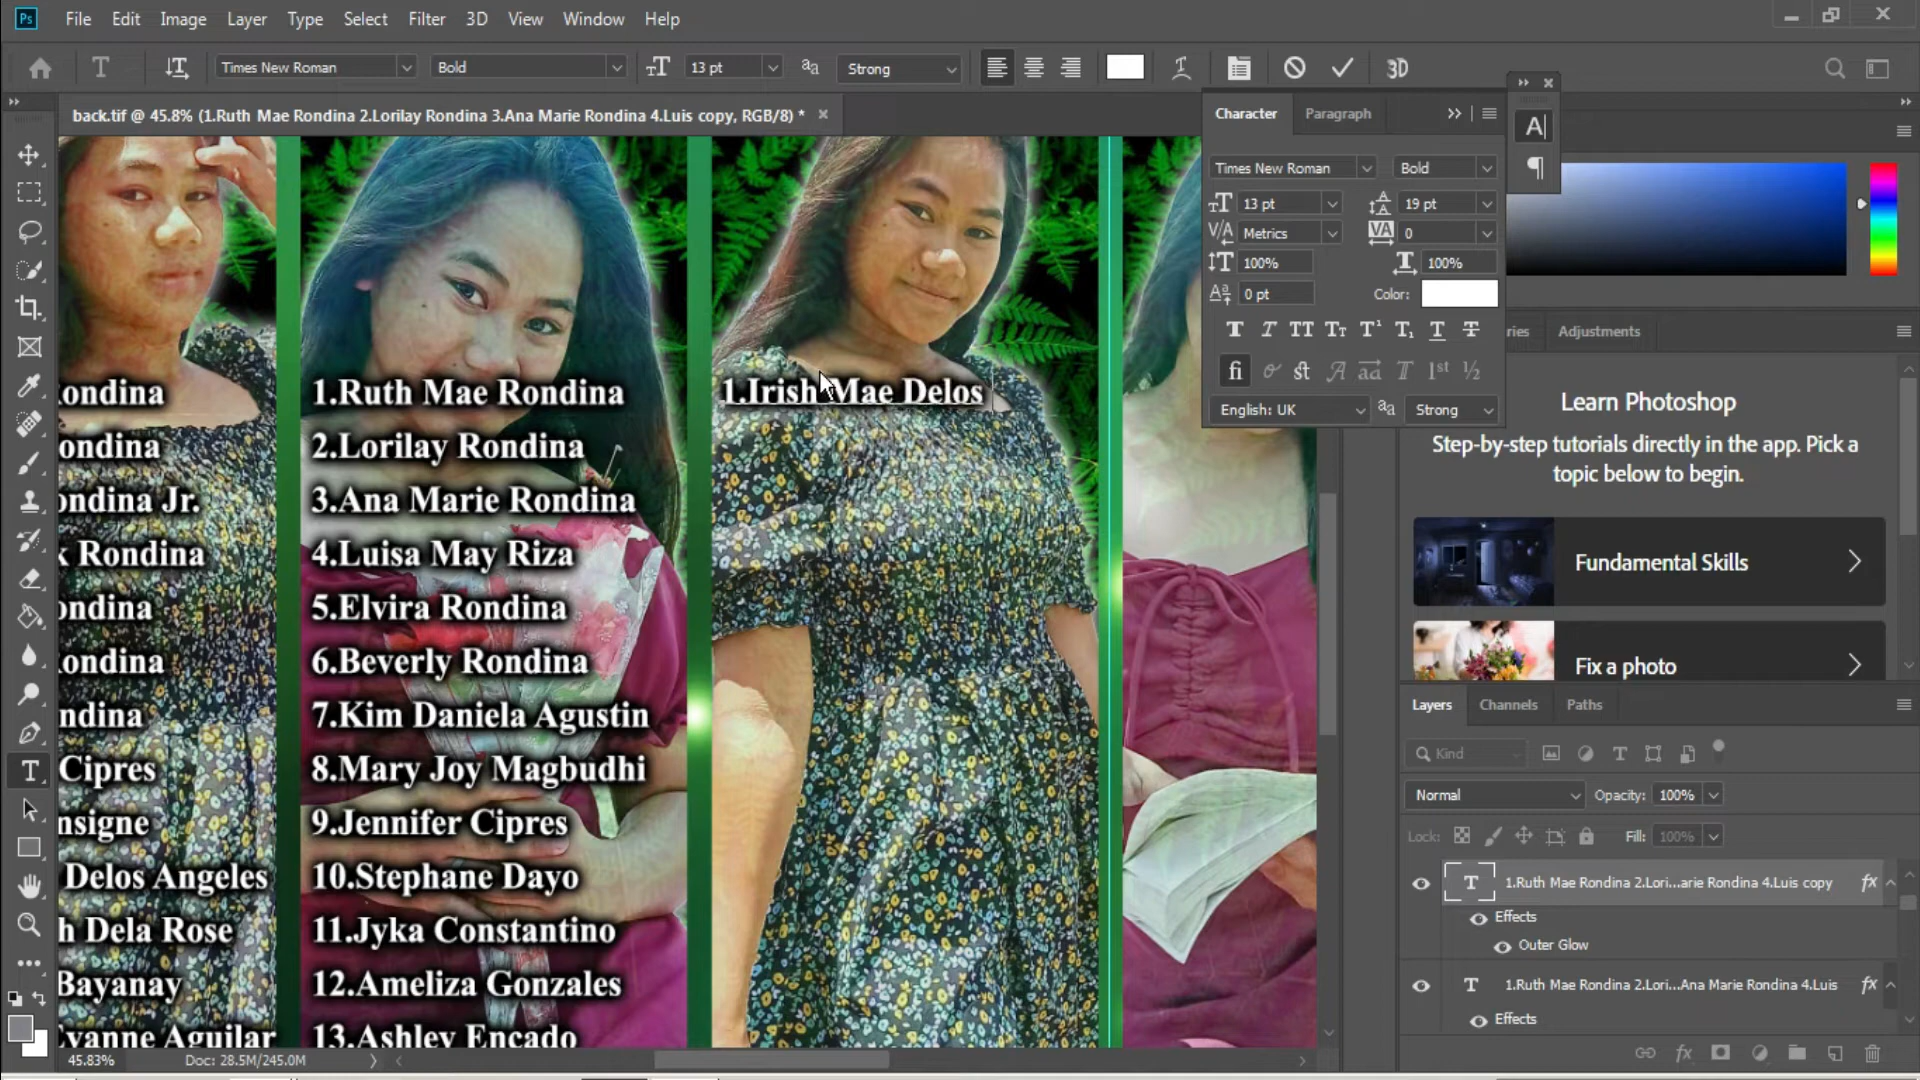 Ps File Edit Image Layer Type Select Filter 3D View Window Help
Times New Roman Bold 13 pt Strong 3D
back.tif @ 45.8% (1.Ruth Mae Rondina 2.Lorilay Rondina 3.Ana Marie Rondina 4.Luis copy, RGB/8) *
ondina
ondina
ondina Jr.
k Rondina
ondina
ondina
ndina
Cipres
nsigne
Delos Angeles
h Dela Rose
Bayanay
Evanne Aguilar
1.Ruth Mae Rondina
2.Lorilay Rondina
3.Ana Marie Rondina
4.Luisa May Riza
5.Elvira Rondina
6.Beverly Rondina
7.Kim Daniela Agustin
8.Mary Joy Magbudhi
9.Jennifer Cipres
10.Stephane Dayo
11.Jyka Constantino
12.Ameliza Gonzales
13.Ashley Encado
1.Irish Mae Delos
Character Paragraph
Times New Roman Bold
13 pt 19 pt
Metrics 0
100% 100%
0 pt Color:
English: UK Strong
ries Adjustments
Learn Photoshop
Step-by-step tutorials directly in the app. Pick a
topic below to begin.
Fundamental Skills
Fix a photo
Layers Channels Paths
Kind
Normal Opacity: 100%
Lock: Fill: 100%
1.Ruth Mae Rondina 2.Lori...arie Rondina 4.Luis copy fx
Effects
Outer Glow
1.Ruth Mae Rondina 2.Lori...Ana Marie Rondina 4.Luis fx
Effects
45.83% Doc: 28.5M/245.0M